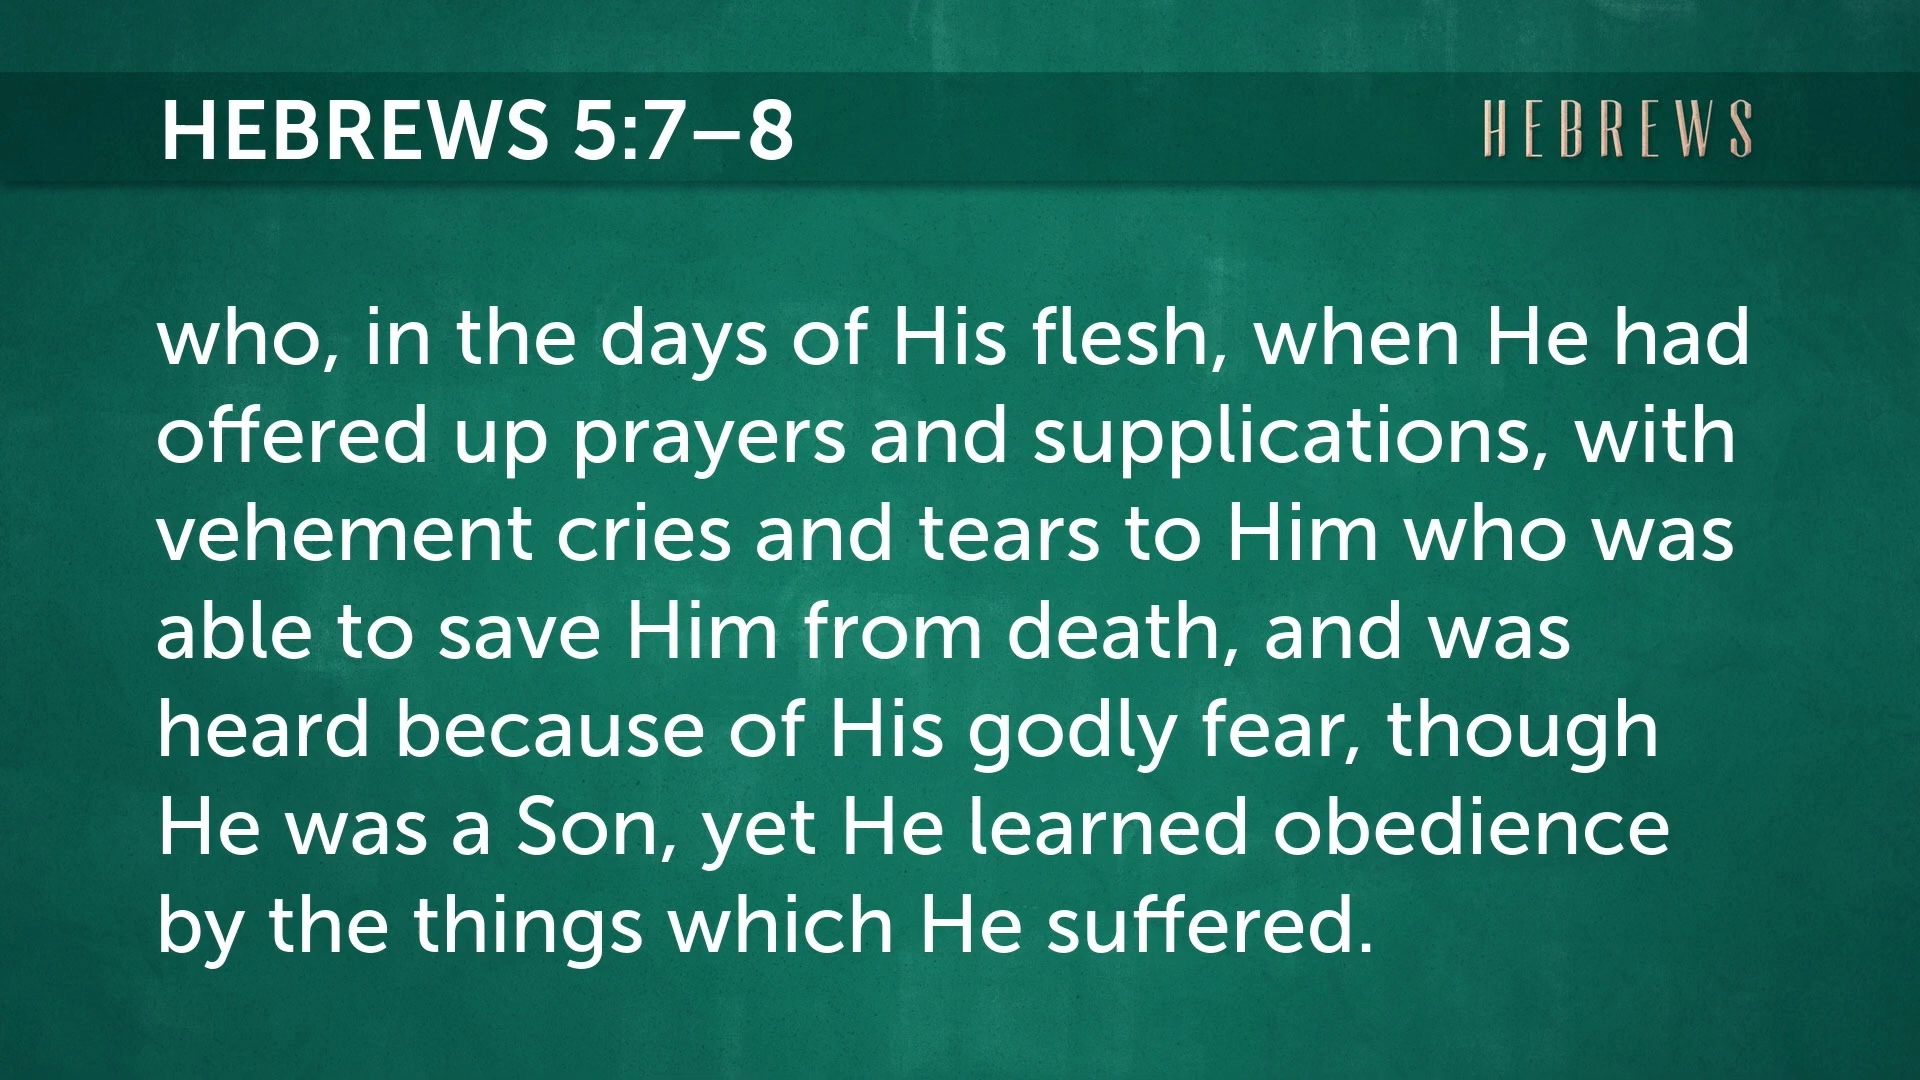 HEBREWS 5:7–8
HEBREWS
who, in the days of His flesh, when He had
offered up prayers and supplications, with
vehement cries and tears to Him who was
able to save Him from death, and was
heard because of His godly fear, though
He was a Son, yet He learned obedience
by the things which He suffered.